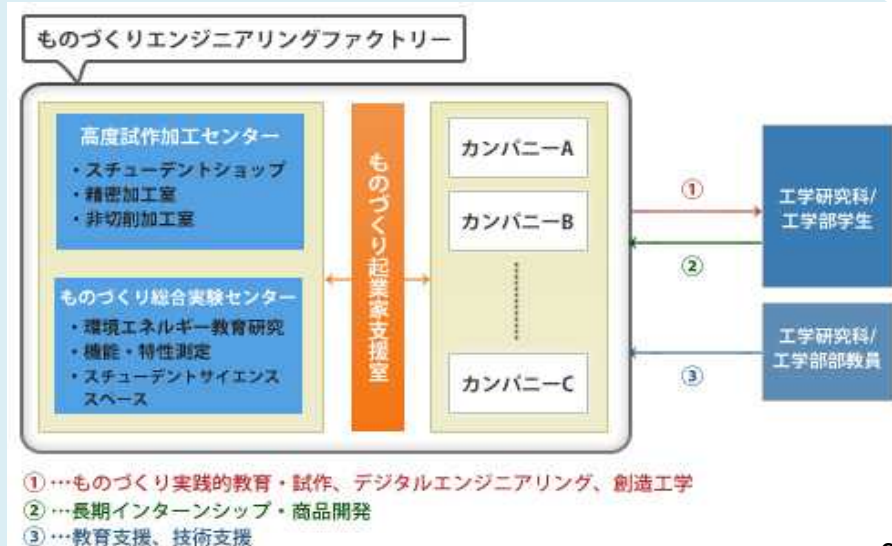 ものづくりエンジニアリングファクトリー
高度試作加工センター
・スチューデントショップ
・精密加工室
・非切削加工室
ものづくり総合実験センター
・環境エネルギー教育研究
・機能・特性測定
・スチューデントサイエンス
スペース
ものづくり起業家支援室
カンパニーA
カンパニーB
カンパニーC
①
②
③
工学研究科/
工学部学生
工学研究科/
工学部部教員
①…ものづくり実践的教育・試作、デジタルエンジニアリング、創造工学
②…長期インターンシップ・商品開発
③…教育支援、技術支援